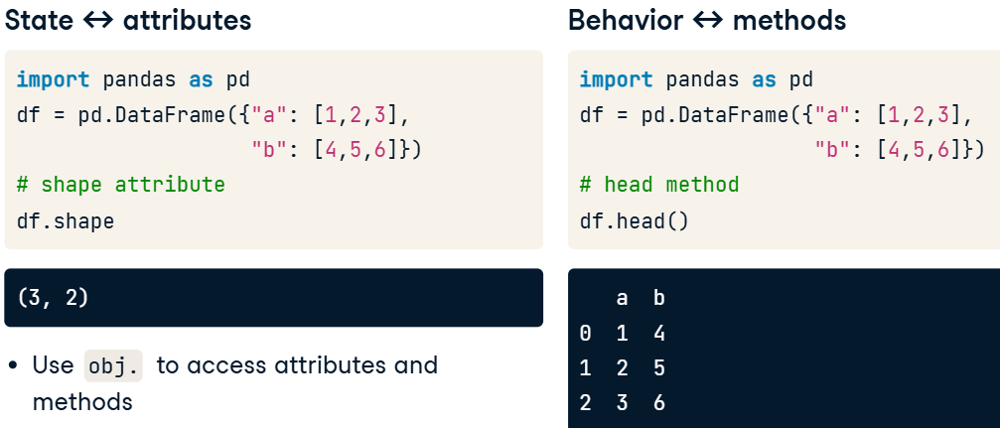 State ↔ attributes
import pandas as pd
df = pd.DataFrame({"a": [1,2,3],
                   "b": [4,5,6]})
# shape attribute
df.shape
(3, 2)
• Use obj. to access attributes and
methods
Behavior ↔ methods
import pandas as pd
df = pd.DataFrame({"a": [1,2,3],
                   "b": [4,5,6]})
# head method
df.head()
   a  b
0  1  4
1  2  5
2  3  6